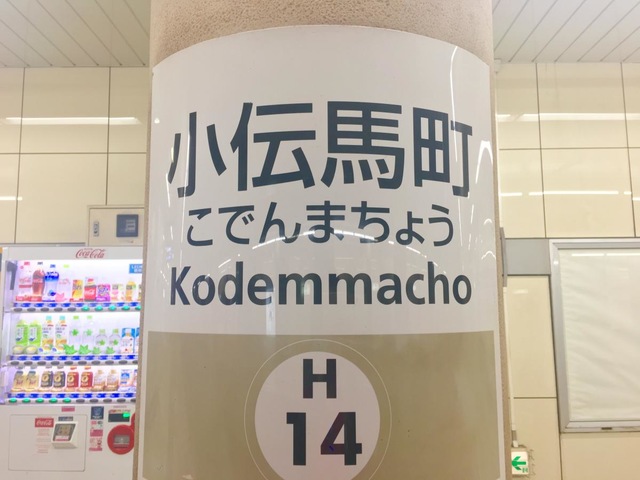 小伝馬町
こでんまちょう
Kodemmacho
H
14
Coca-Cola